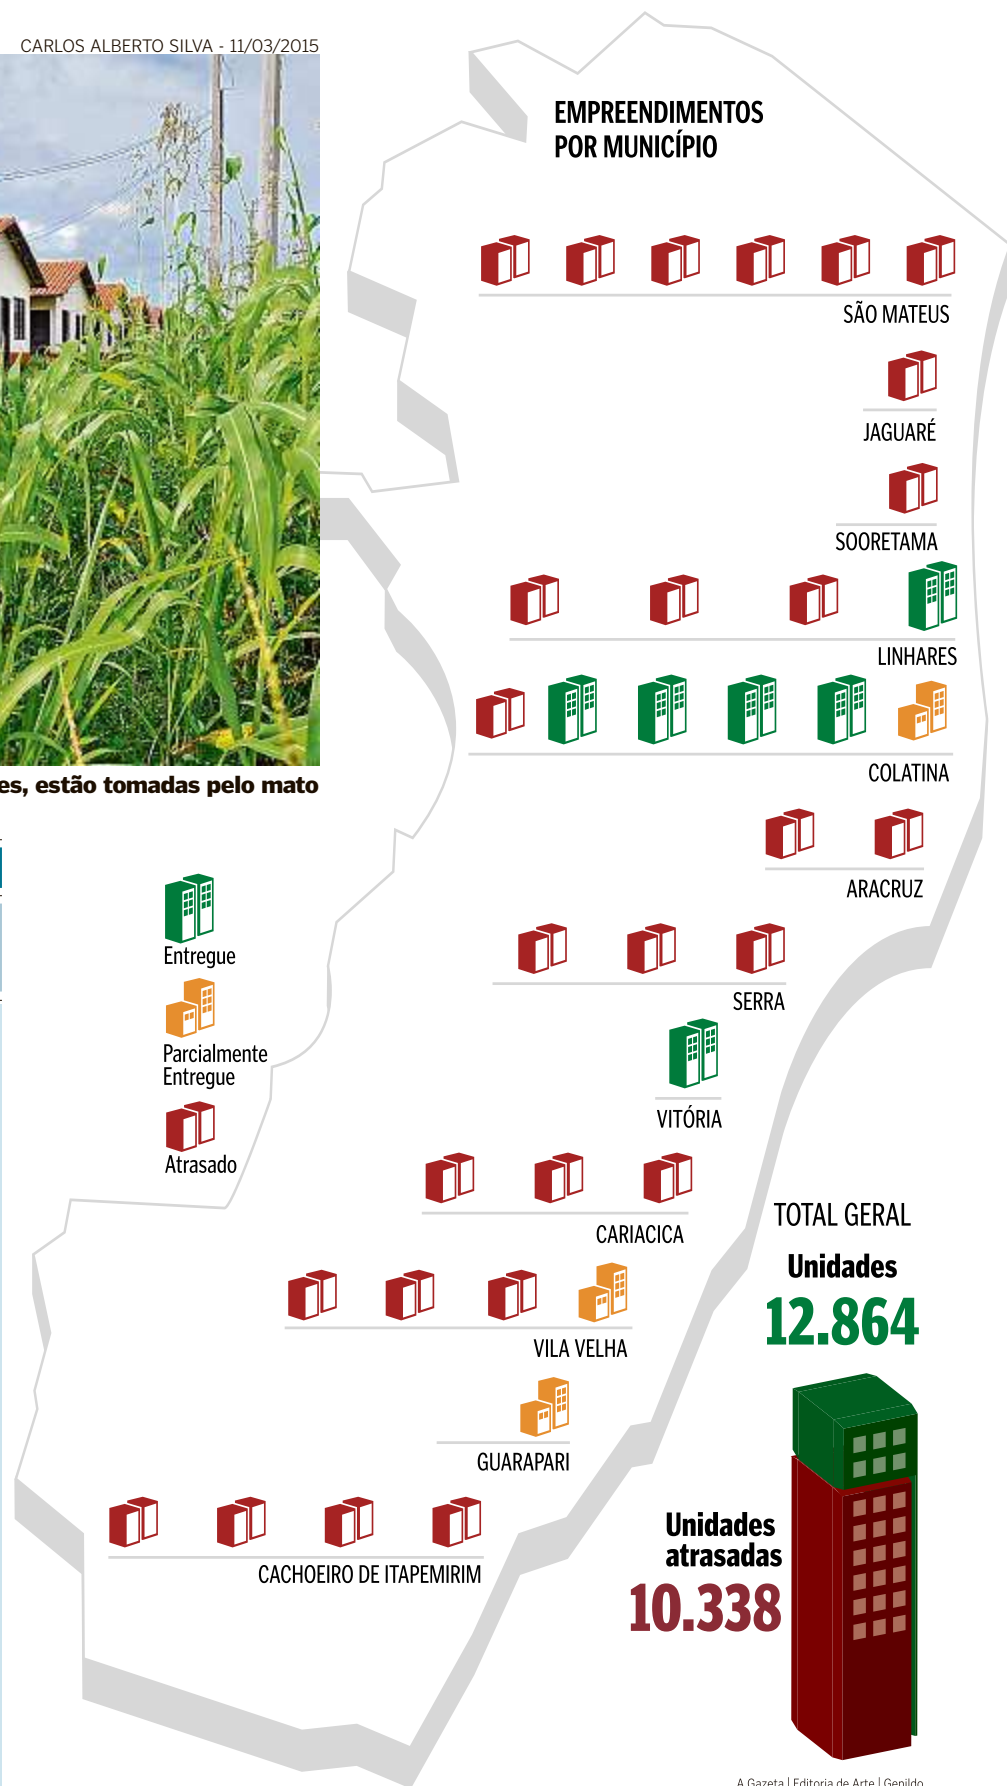 CARLOS ALBERTO SILVA - 11/03/2015
es, estão tomadas pelo mato
EMPREENDIMENTOS
POR MUNICÍPIO
SÃO MATEUS
JAGUARÉ
SOORETAMA
LINHARES
COLATINA
ARACRUZ
SERRA
VITÓRIA
CARIACICA
VILA VELHA
GUARAPARI
CACHOEIRO DE ITAPEMIRIM
Entregue
Parcialmente
Entregue
Atrasado
TOTAL GERAL
Unidades
12.864
Unidades
atrasadas
10.338
A Gazeta | Editoria de Arte | Genildo